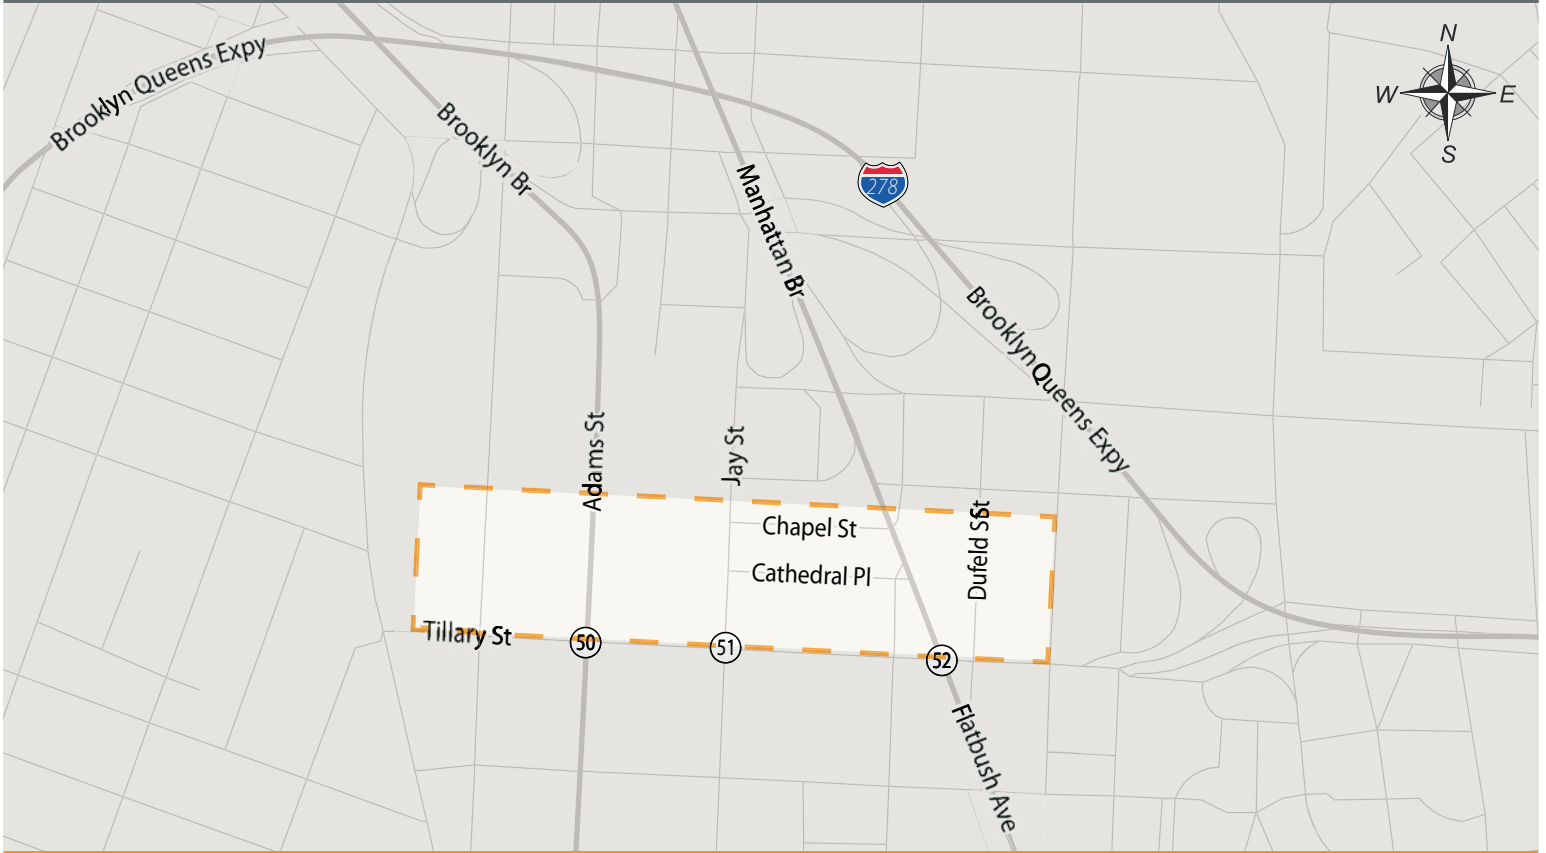 N
Brooklyn Queens Expy
W
E
Brooklyn Br
S
Manhattan Br
278
Brooklyn Queens Expy
Adams St
Jay St
Dufeld SSt
Chapel St
Cathedral Pl
Tillary St
50
51
52
Flatbush Ave